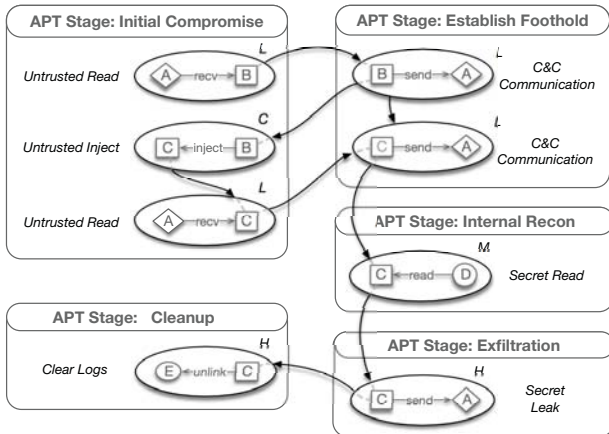 APT Stage: Initial Compromise
L
Untrusted Read
A recv B
C
Untrusted Inject
C inject B
L
Untrusted Read
A recv C
APT Stage: Establish Foothold
L
B send A
C&C
Communication
L
C send A
C&C
Communication
APT Stage: Internal Recon
M
C read D
Secret Read
APT Stage: Exfiltration
H
C send A
Secret
Leak
APT Stage: Cleanup
H
Clear Logs
E unlink C